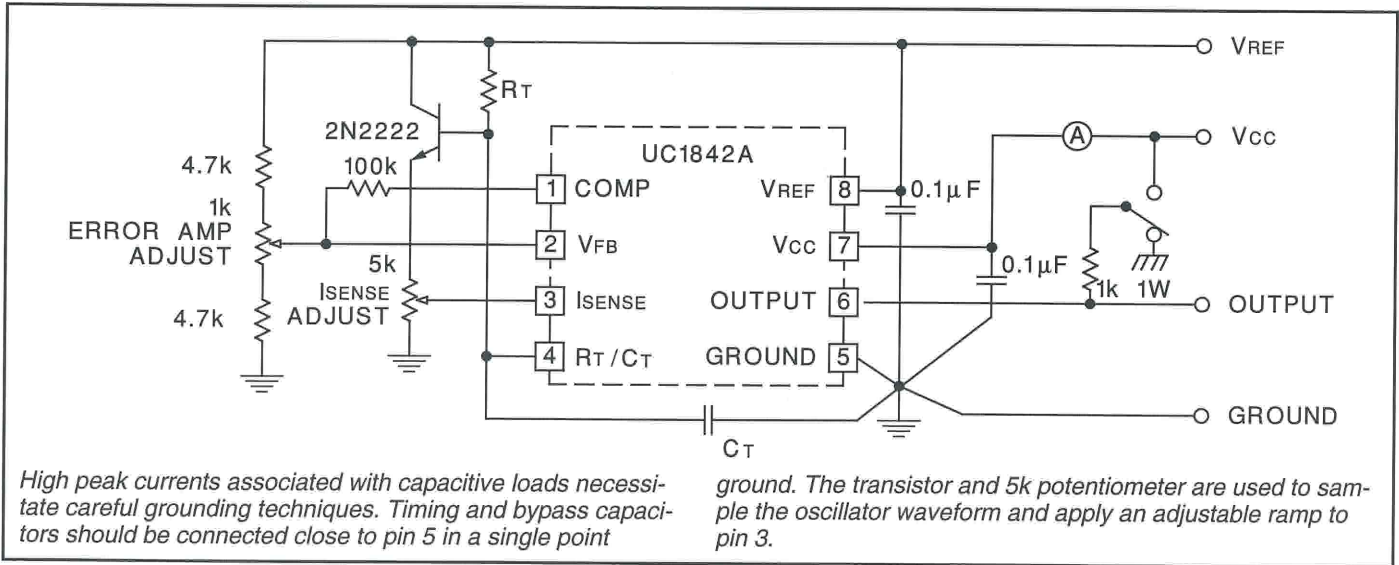 VREF
RT
VCC
A
2N2222
UC1842A
4.7k
100k
1 COMP
VREF 8
0.1μF
1k
ERROR AMP
ADJUST
2 VFB
VCC 7
5k
0.1μF
ISENSE
ADJUST
3 ISENSE
OUTPUT 6
1k 1W
OUTPUT
4.7k
4 RT/CT
GROUND 5
GROUND
CT
High peak currents associated with capacitive loads necessi-
tate careful grounding techniques. Timing and bypass capaci-
tors should be connected close to pin 5 in a single point
ground. The transistor and 5k potentiometer are used to sam-
ple the oscillator waveform and apply an adjustable ramp to
pin 3.